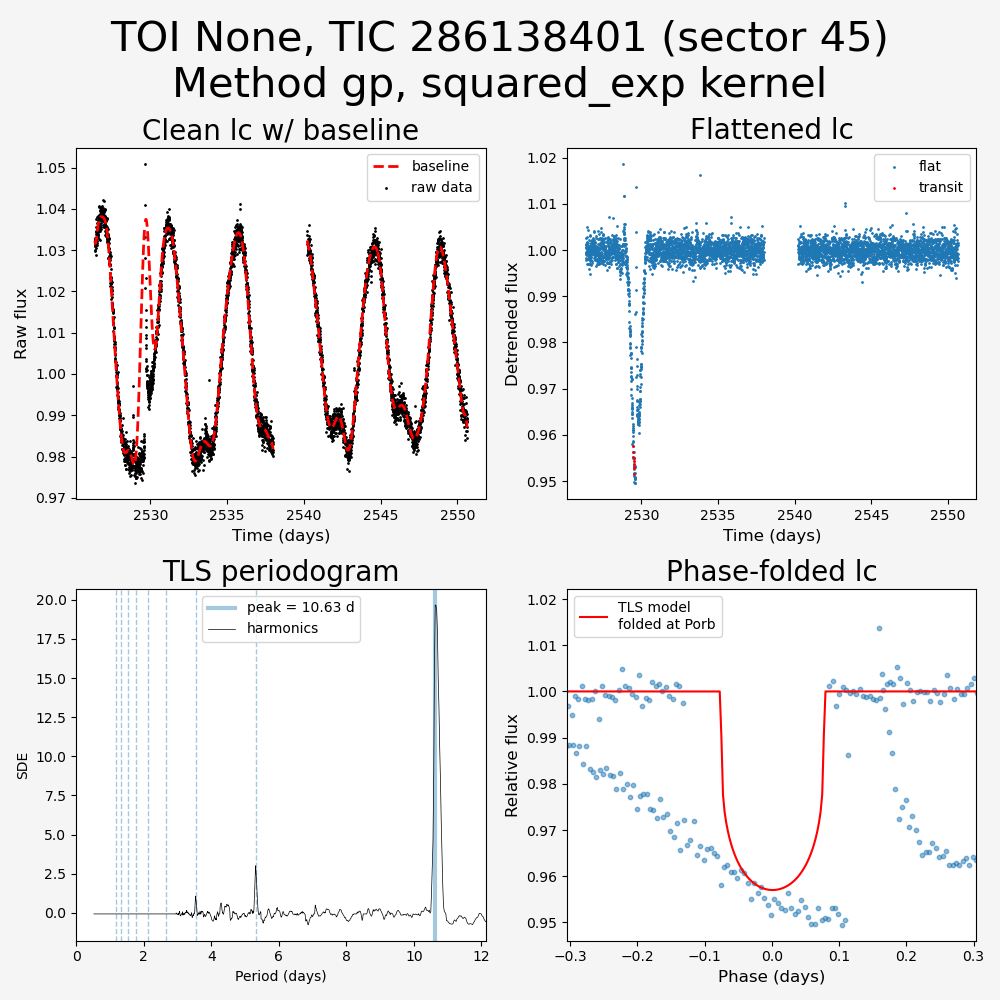 TOI None, TIC 286138401 (sector 45)
Method gp, squared_exp kernel
Clean lc w/ baseline
baseline
raw data
1.05
1.04
1.03
1.02
1.01
1.00
0.99
0.98
0.97
Raw flux
2530
2535
2540
2545
2550
Time (days)
Flattened lc
flat
transit
1.02
1.01
1.00
0.99
0.98
0.97
0.96
0.95
Detrended flux
2530
2535
2540
2545
2550
Time (days)
TLS periodogram
peak = 10.63 d
harmonics
20.0
17.5
15.0
12.5
10.0
7.5
5.0
2.5
0.0
SDE
0
2
4
6
8
10
12
Period (days)
Phase-folded lc
TLS model
folded at Porb
1.02
1.01
1.00
0.99
0.98
0.97
0.96
0.95
Relative flux
−0.3
−0.2
−0.1
0.0
0.1
0.2
0.3
Phase (days)